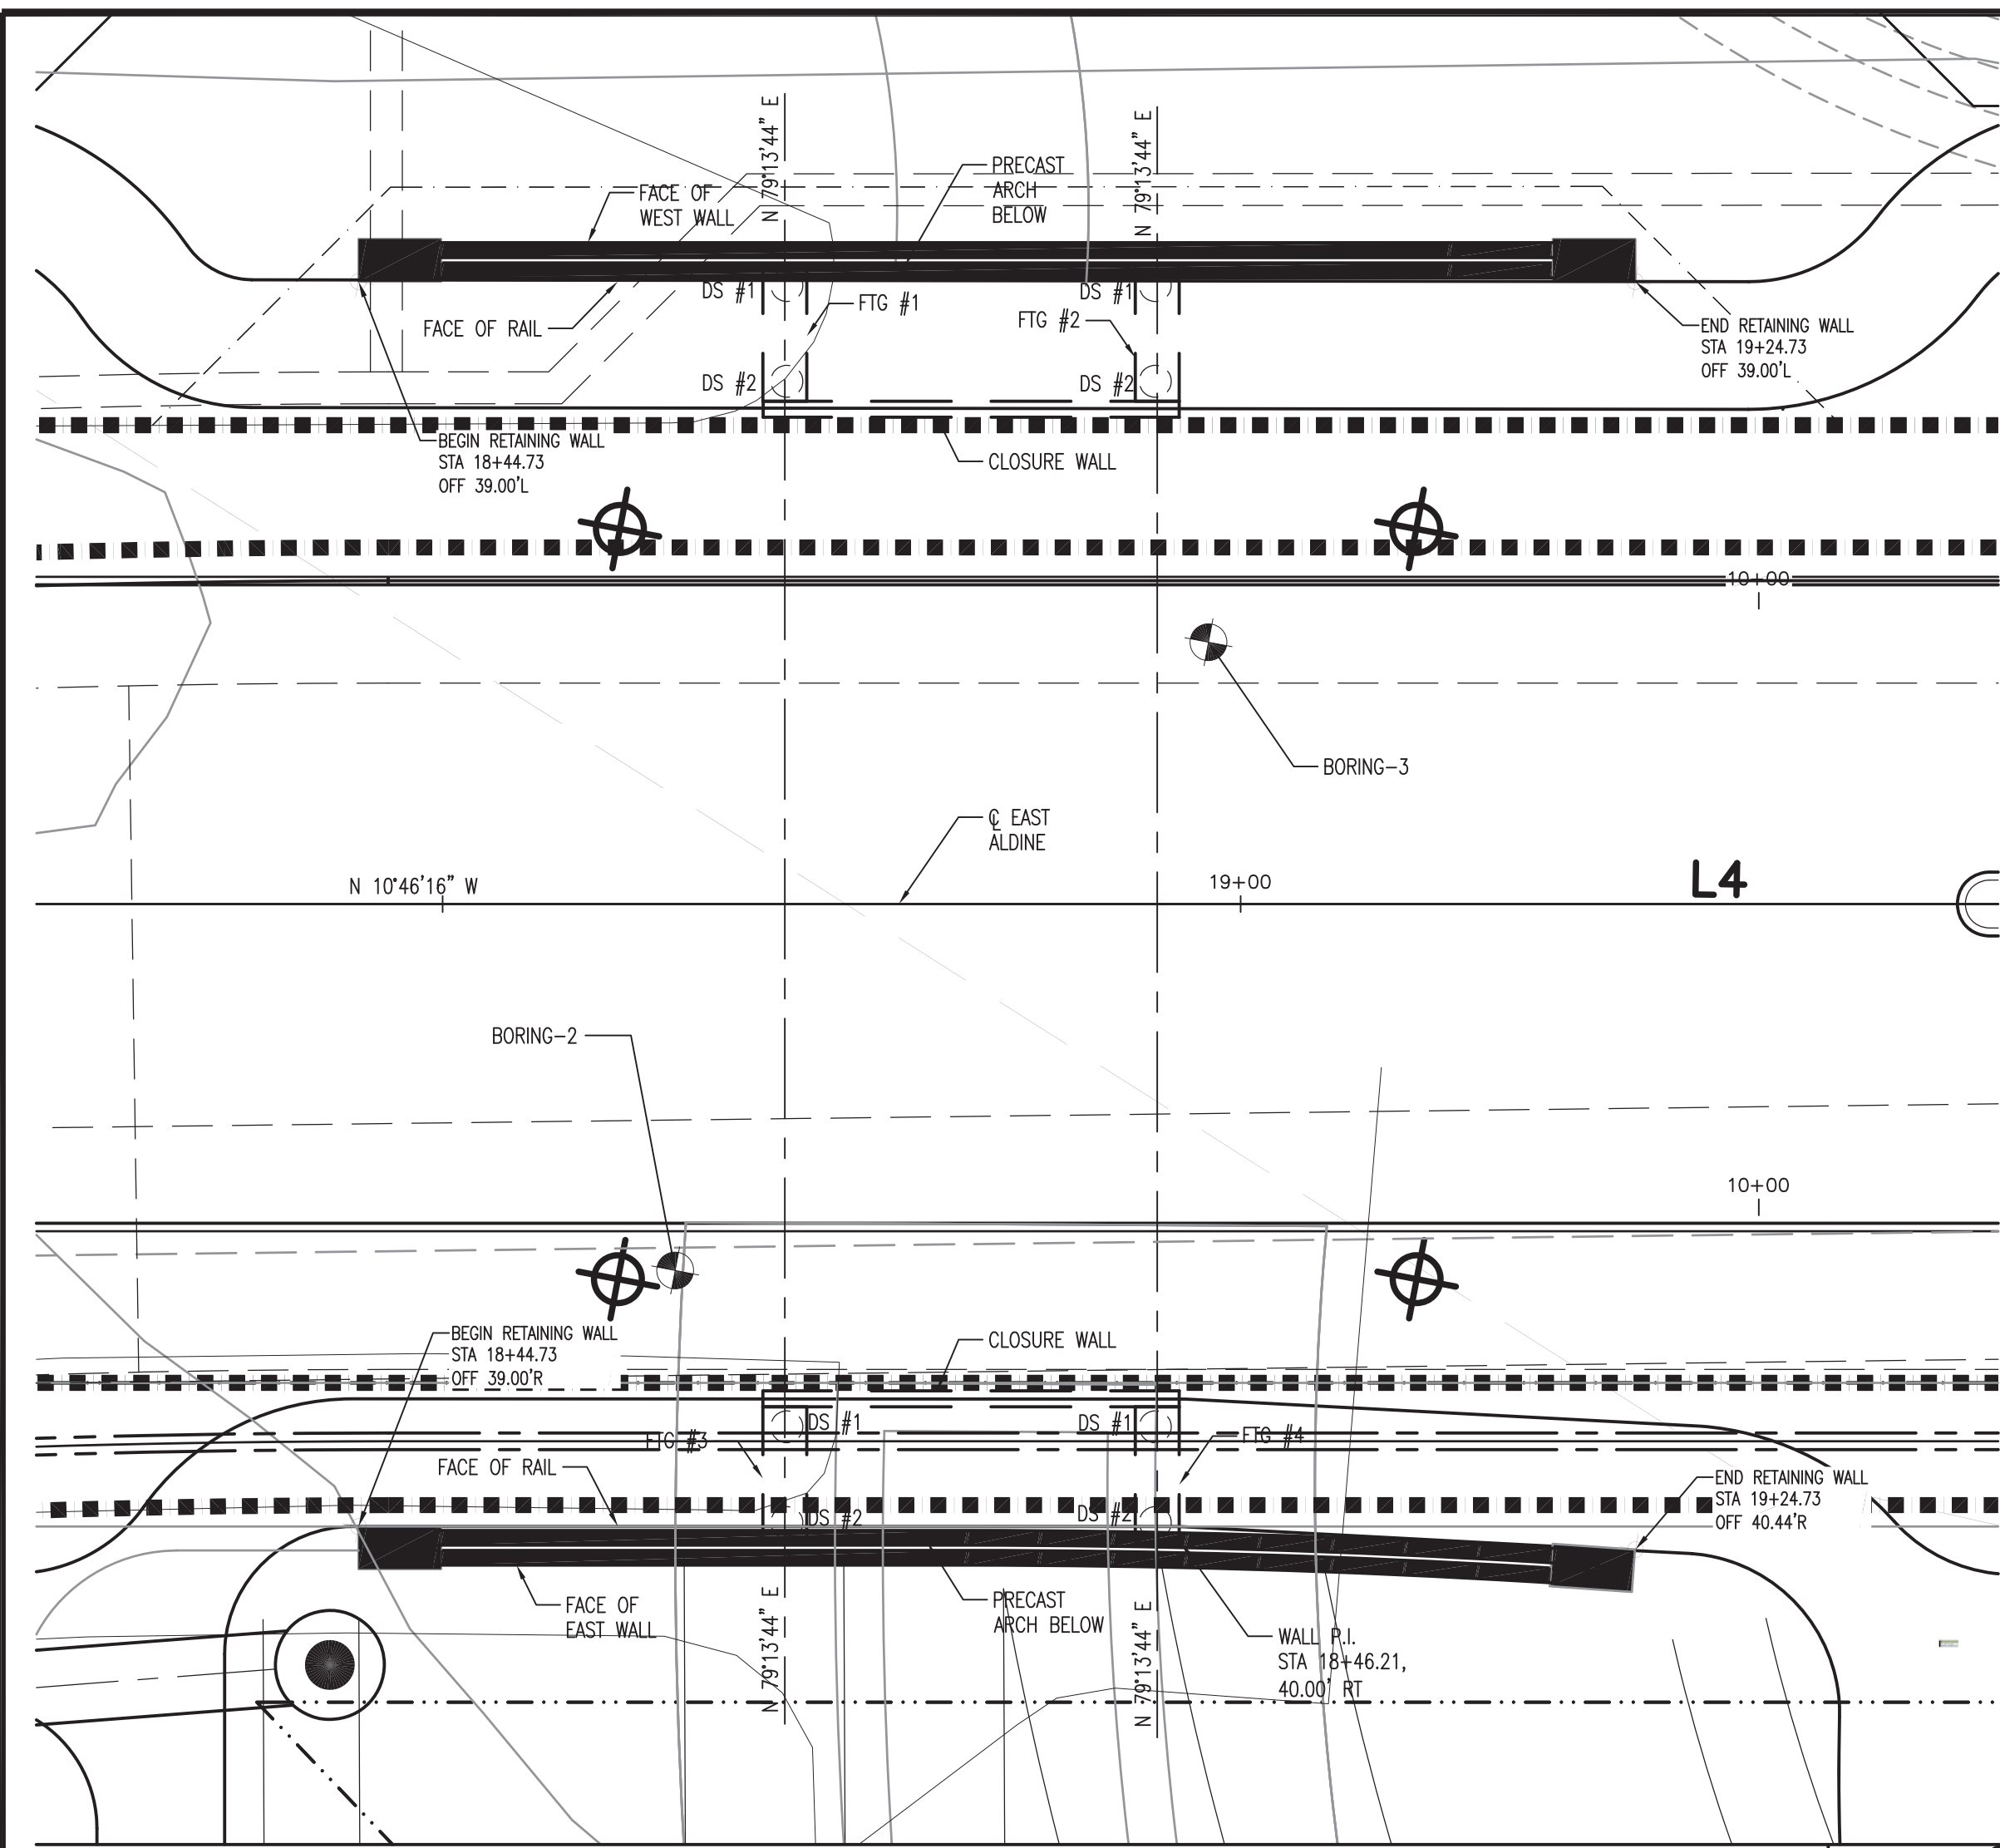 N 79°13'44" E
N 79°13'44" E
PRECAST
ARCH
BELOW
FACE OF
WEST WALL
DS #1
DS #1
FTG #1
FTG #2
FACE OF RAIL
END RETAINING WALL
STA 19+24.73
OFF 39.00'L
DS #2
DS #2
BEGIN RETAINING WALL
STA 18+44.73
OFF 39.00'L
CLOSURE WALL
10+00
BORING-3
℄ EAST
ALDINE
N 10°46'16" W
19+00
L4
BORING-2
10+00
BEGIN RETAINING WALL
STA 18+44.73
OFF 39.00'R
CLOSURE WALL
DS #1
DS #1
FTG #3
FTG #4
FACE OF RAIL
END RETAINING WALL
STA 19+24.73
OFF 40.44'R
DS #2
DS #2
FACE OF
EAST WALL
PRECAST
ARCH BELOW
N 79°13'44" E
N 79°13'44" E
WALL P.I.
STA 18+46.21,
40.00' RT